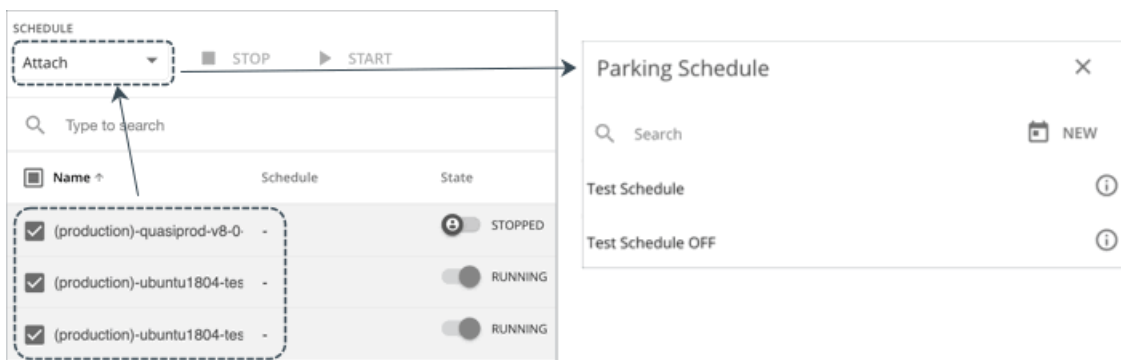 SCHEDULE
Attach
STOP
START
Type to search
Name ↑
Schedule
State
(production)-quasiprod-v8-0-
-
STOPPED
(production)-ubuntu1804-tes
-
RUNNING
(production)-ubuntu1804-tes
-
RUNNING
Parking Schedule
Search
NEW
Test Schedule
Test Schedule OFF